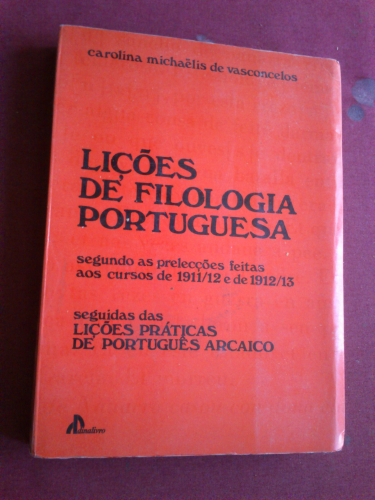 carolina michaëlis de vasconcelos
LIÇÕES
DE FILOLOGIA
PORTUGUESA
segundo as prelecções feitas
aos cursos de 1911/12 e de 1912/13
seguidas das
LIÇÕES PRÁTICAS
DE PORTUGUÊS ARCAICO
dinalivro